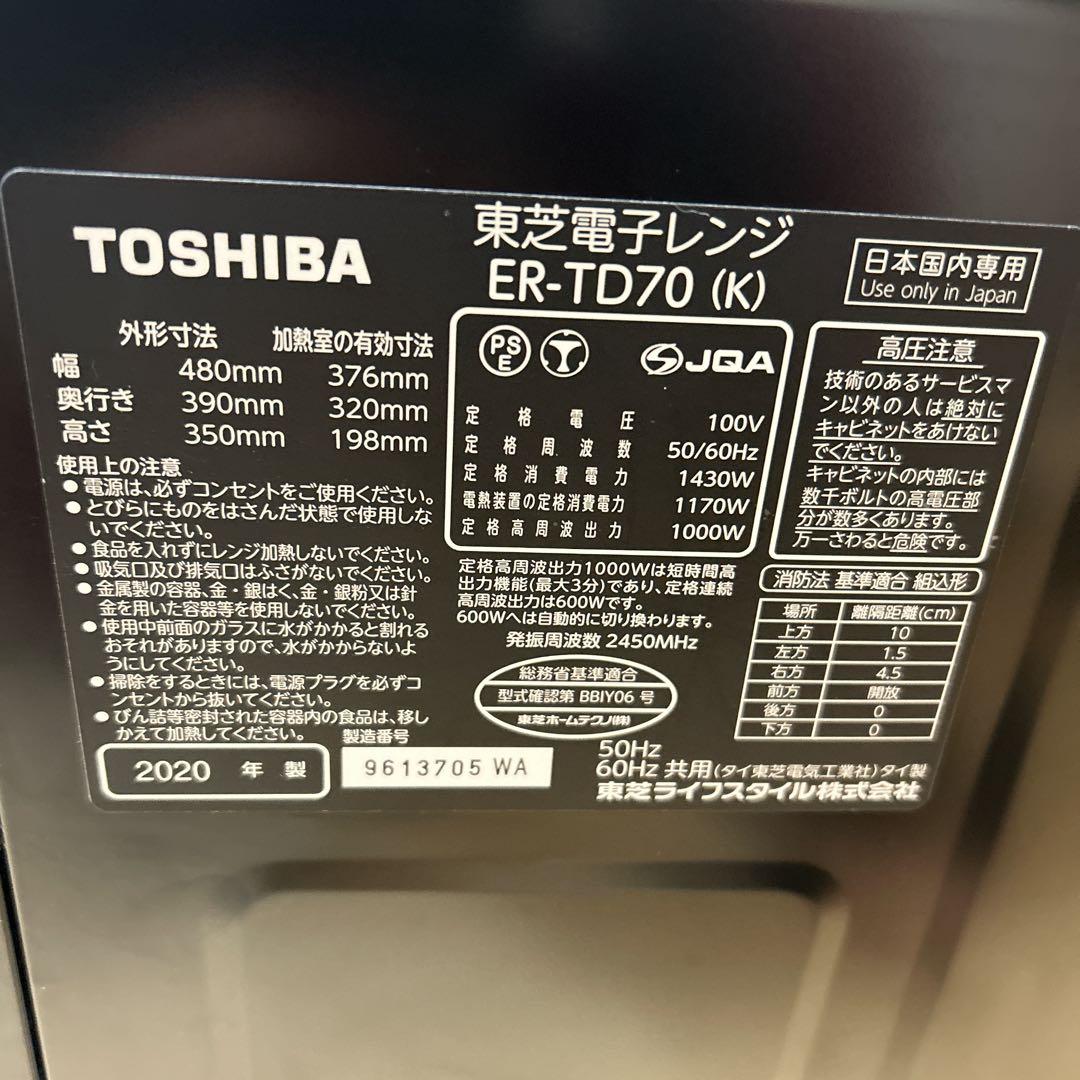 TOSHIBA
東芝電子レンジ
ER-TD70 (K)
日本国内専用
Use only in Japan
外形寸法 加熱室の有効寸法
幅 480mm 376mm
奥行き 390mm 320mm
高さ 350mm 198mm
使用上の注意
●電源は、必ずコンセントをご使用ください。
●とびらにものをはさんだ状態で使用しな
いでください。
●食品を入れずにレンジ加熱しないでください。
●吸気口及び排気口はふさがないでください。
●金属製の容器、金・銀はく、金・銀粉又は針
金を用いた容器等を使用しないでください。
●使用中前面のガラスに水がかかると割れる
おそれがありますので、水がかからないよ
うにしてください。
●掃除をするときには、電源プラグを必ずコ
ンセントから抜いてください。
●びん詰等密封された容器内の食品は、移し
かえて加熱してください。
製造番号
2020 年 製
9613705 WA
PS
E
JQA
定格電圧 100V
定格周波数 50/60Hz
定格消費電力 1430W
電熱装置の定格消費電力 1170W
定格高周波出力 1000W
定格高周波出力1000Wは短時間高
出力機能(最大3分)であり、定格連続
高周波出力は600Wです。
600Wへは自動的に切り換わります。
発振周波数 2450MHz
総務省基準適合
型式確認第 BBIY06 号
東芝ホームテクノ(株)
50Hz
60Hz 共用(タイ東芝電気工業社)タイ製
東芝ライフスタイル株式会社
高圧注意
技術のあるサービスマ
ン以外の人は絶対に
キャビネットをあけない
でください。
キャビネットの内部には
数千ボルトの高電圧部
分が数多くあります。
万一さわると危険です。
消防法 基準適合 組込形
場所 離隔距離(cm)
上方 10
左方 1.5
右方 4.5
前方 開放
後方 0
下方 0